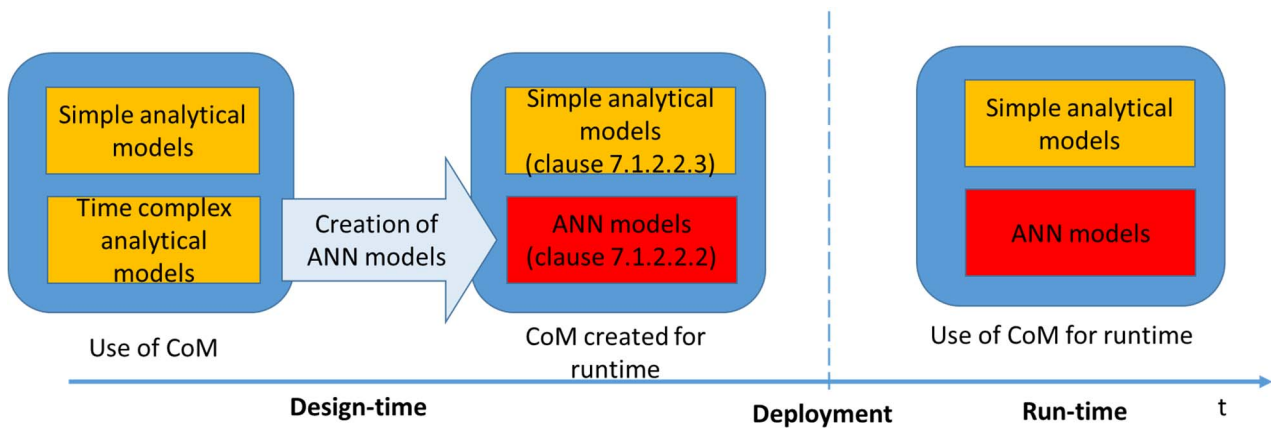 Simple analytical
models
Time complex
analytical
models
Use of CoM
Creation of
ANN models
Simple analytical
models
(clause 7.1.2.2.3)
ANN models
(clause 7.1.2.2.2)
CoM created for
runtime
Simple analytical
models
ANN models
Use of CoM for runtime
Design-time
Deployment
Run-time
t